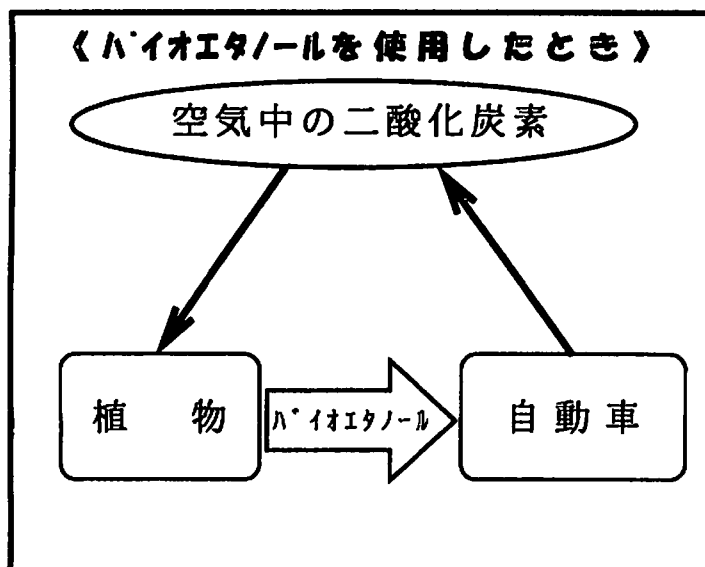 《バイオエタノールを使用したとき》
空気中の二酸化炭素
植物
バイオエタノール
自動車